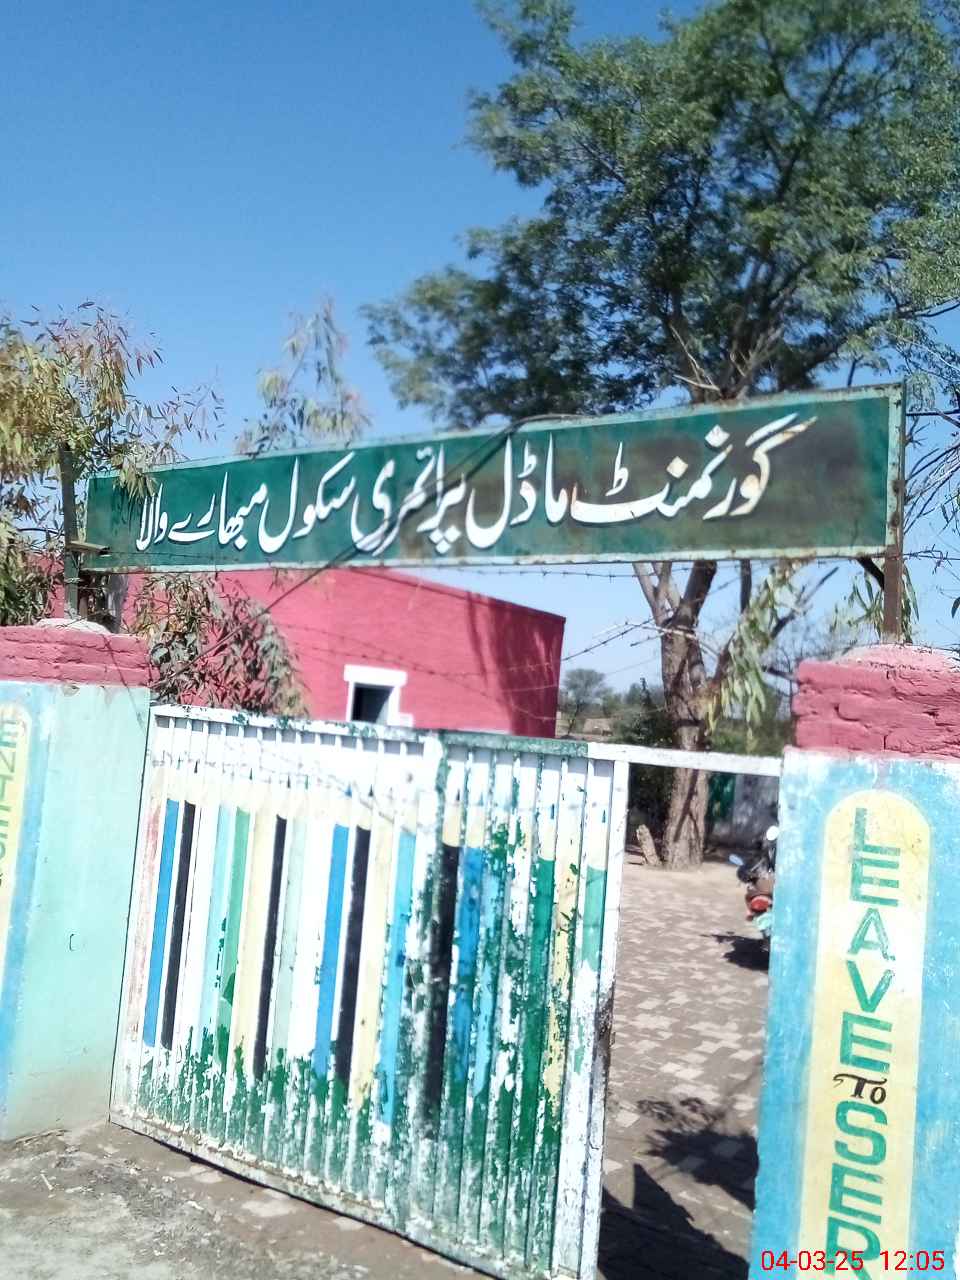 گورنمنٹ ماڈل پرائمری سکول مبھارے والا
LEAVE
To
SER
04-03-25 12:05